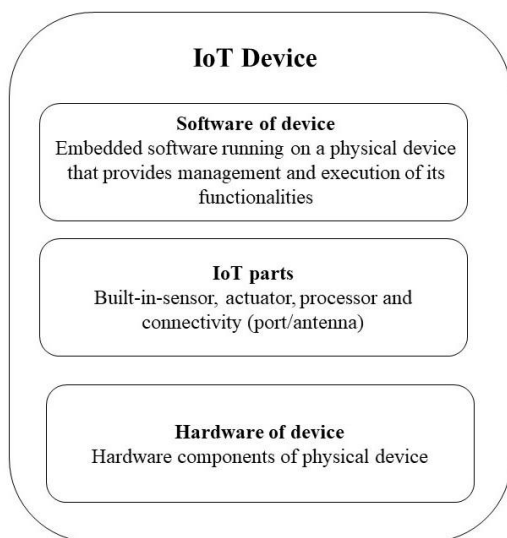 IoT Device
Software of device
Embedded software running on a physical device
that provides management and execution of its
functionalities
IoT parts
Built-in-sensor, actuator, processor and
connectivity (port/antenna)
Hardware of device
Hardware components of physical device